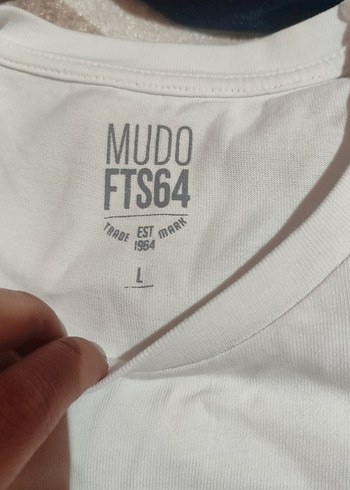 MUDO
FTS64
TRADE EST MARK
1964
L